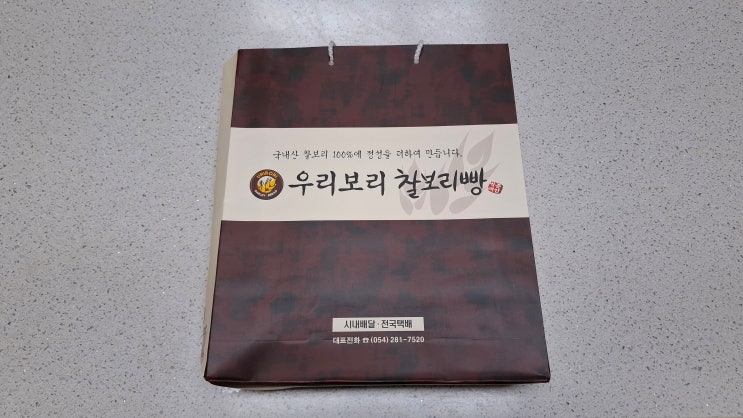 국내산 찰보리 100%에 정성을 더하여 만듭니다.
우리보리 찰보리빵
시내배달·전국택배
대표전화 ☎ (054) 281-7520